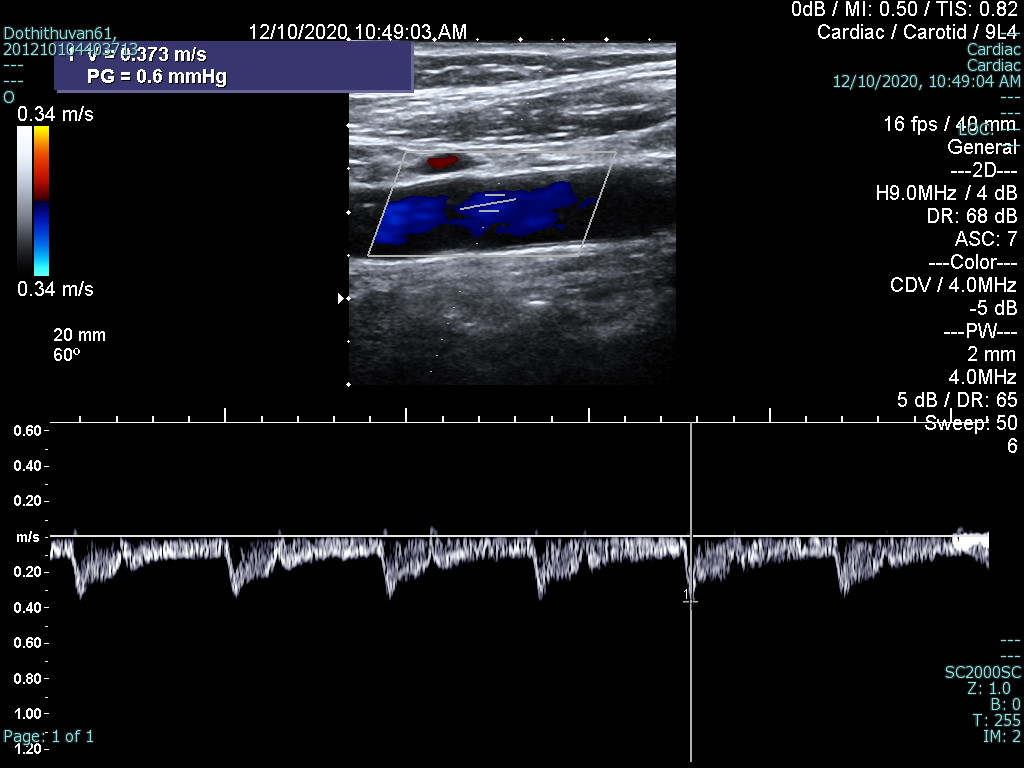 0dB / MI: 0.50 / TIS: 0.82
12/10/2020 10:49:03 AM
Cardiac / Carotid / 9L4
Dothithuvan61,
201210104403713
---
---
O
V = 0.373 m/s
PG = 0.6 mmHg
Cardiac
Cardiac
12/10/2020, 10:49:04 AM
---
---
LOC: ---
0.34 m/s
0.34 m/s
20 mm
60º
16 fps / 40 mm
General
---2D---
H9.0MHz / 4 dB
DR: 68 dB
ASC: 7
---Color---
CDV / 4.0MHz
-5 dB
---PW---
2 mm
4.0MHz
5 dB / DR: 65
Sweep: 50
6
0.60
0.40
0.20
m/s
0.20
0.40
0.60
0.80
1.00
1.20
1
---
---
SC2000SC
Z: 1.0
B: 0
T: 255
IM: 2
Page: 1 of 1